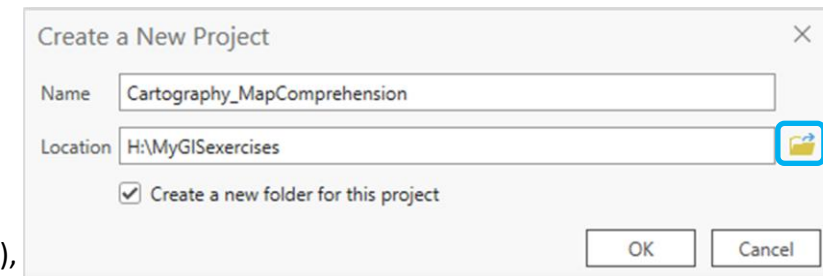 Create a New Project
Name Cartography_MapComprehension
Location H:\MyGISexercises
Create a new folder for this project
OK Cancel
),